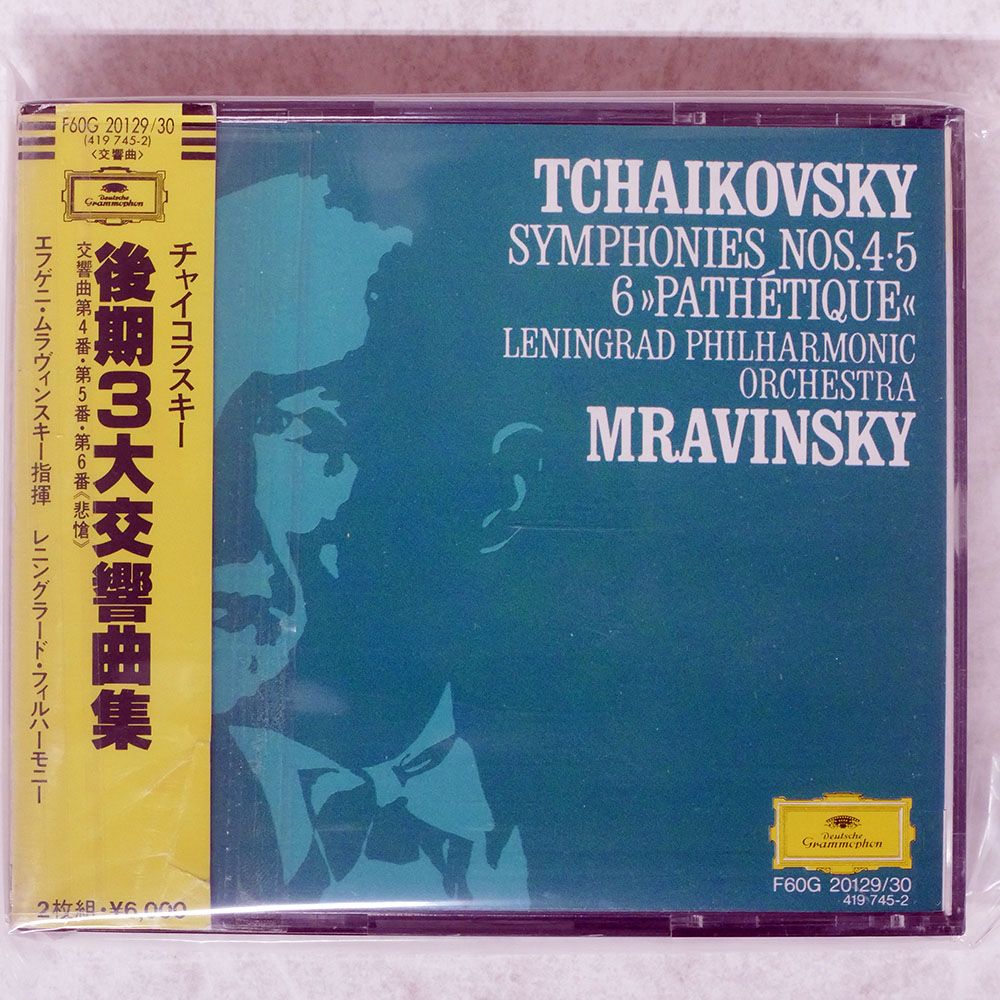 F60G 20129/30
(419 745-2)
〈交響曲〉
Deutsche
Grammophon
チャイコフスキー
後期3大交響曲集
交響曲第4番・第5番・第6番《悲愴》
エフゲニ・ムラヴィンスキー指揮 レニングラード・フィルハーモニー
2枚組・¥6,000
TCHAIKOVSKY
SYMPHONIES NOS.4·5
6 »PATHÉTIQUE«
LENINGRAD PHILHARMONIC
ORCHESTRA
MRAVINSKY
Deutsche
Grammophon
F60G 20129/30
419 745-2